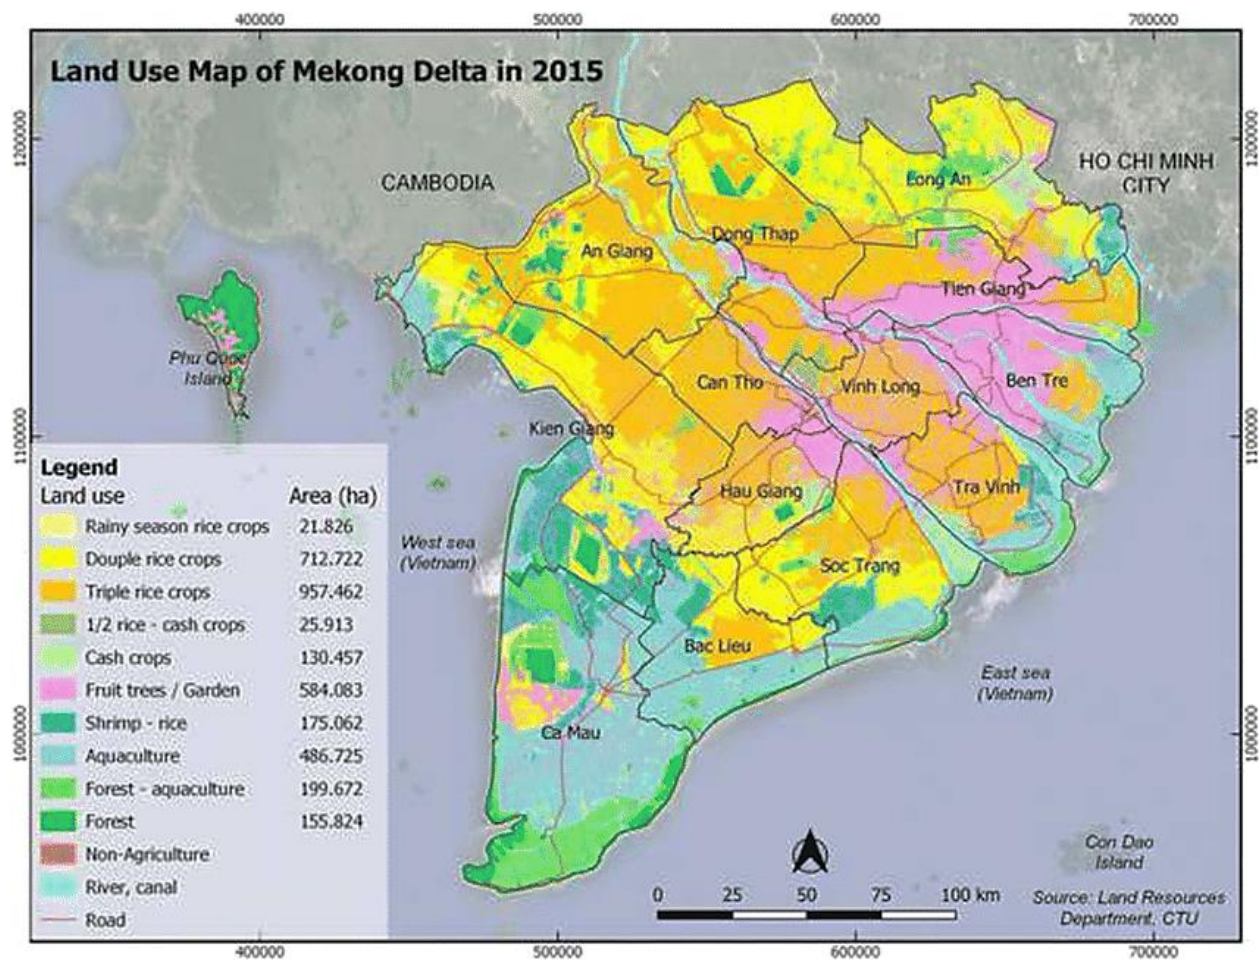 400000 500000 600000 700000
Land Use Map of Mekong Delta in 2015
1200000
1200000
CAMBODIA
HO CHI MINH
CITY
Long An
Dong Thap
An Giang
Tien Giang
Phu Quoc
Island
Can Tho
Vinh Long
Ben Tre
Kien Giang
1100000
1100000
Hau Giang
Tra Vinh
West sea
(Vietnam)
Soc Trang
Bac Lieu
East sea
(Vietnam)
Ca Mau
1000000
1000000
Legend
Land use Area (ha)
Rainy season rice crops 21.826
Douple rice crops 712.722
Triple rice crops 957.462
1/2 rice - cash crops 25.913
Cash crops 130.457
Fruit trees / Garden 584.083
Shrimp - rice 175.062
Aquaculture 486.725
Forest - aquaculture 199.672
Forest 155.824
Non-Agriculture
River, canal
Road
Con Dao
Island
0 25 50 75 100 km
Source: Land Resources
Department, CTU
400000 500000 600000 700000